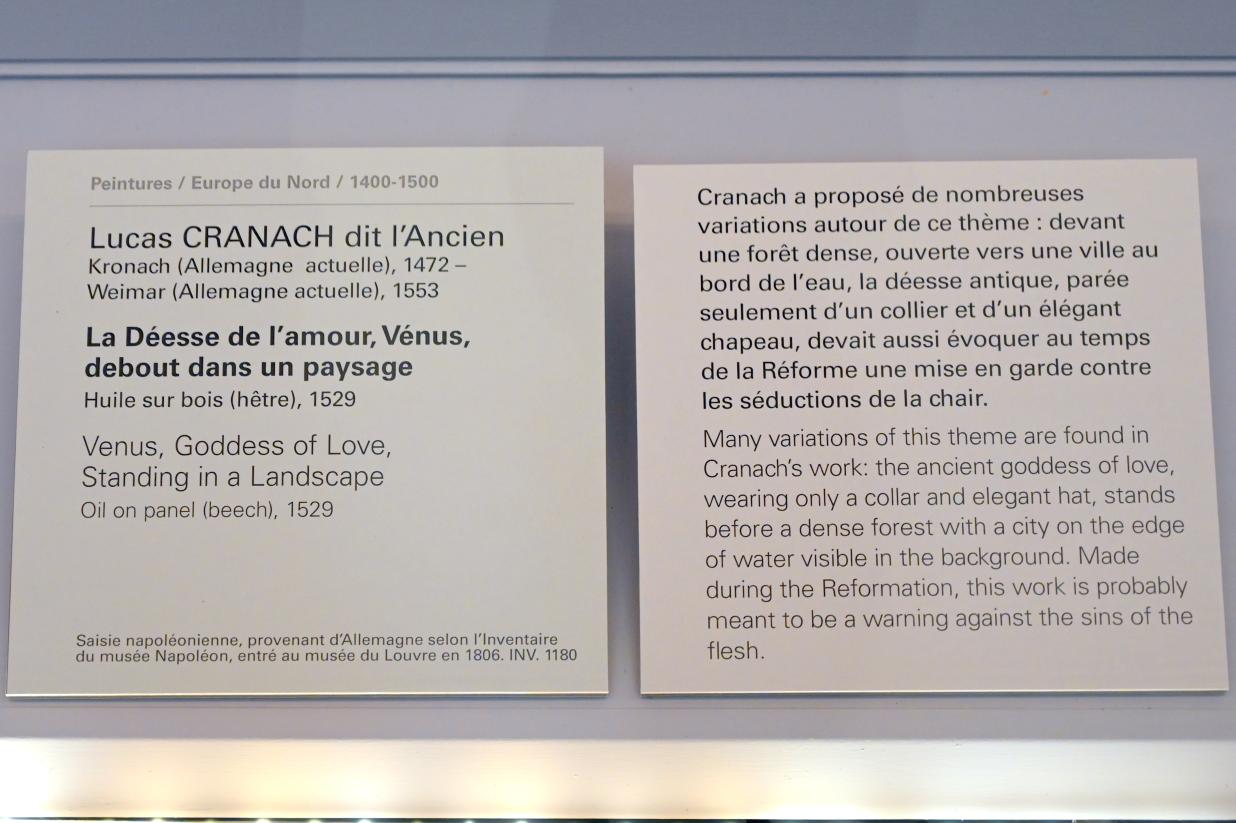 Peintures / Europe du Nord / 1400-1500
Lucas CRANACH dit l'Ancien
Kronach (Allemagne actuelle), 1472 –
Weimar (Allemagne actuelle), 1553
La Déesse de l'amour, Vénus,
debout dans un paysage
Huile sur bois (hêtre), 1529
Venus, Goddess of Love,
Standing in a Landscape
Oil on panel (beech), 1529
Saisie napoléonienne, provenant d'Allemagne selon l'Inventaire
du musée Napoléon, entré au musée du Louvre en 1806. INV. 1180
Cranach a proposé de nombreuses
variations autour de ce thème : devant
une forêt dense, ouverte vers une ville au
bord de l'eau, la déesse antique, parée
seulement d'un collier et d'un élégant
chapeau, devait aussi évoquer au temps
de la Réforme une mise en garde contre
les séductions de la chair.
Many variations of this theme are found in
Cranach's work: the ancient goddess of love,
wearing only a collar and elegant hat, stands
before a dense forest with a city on the edge
of water visible in the background. Made
during the Reformation, this work is probably
meant to be a warning against the sins of the
flesh.